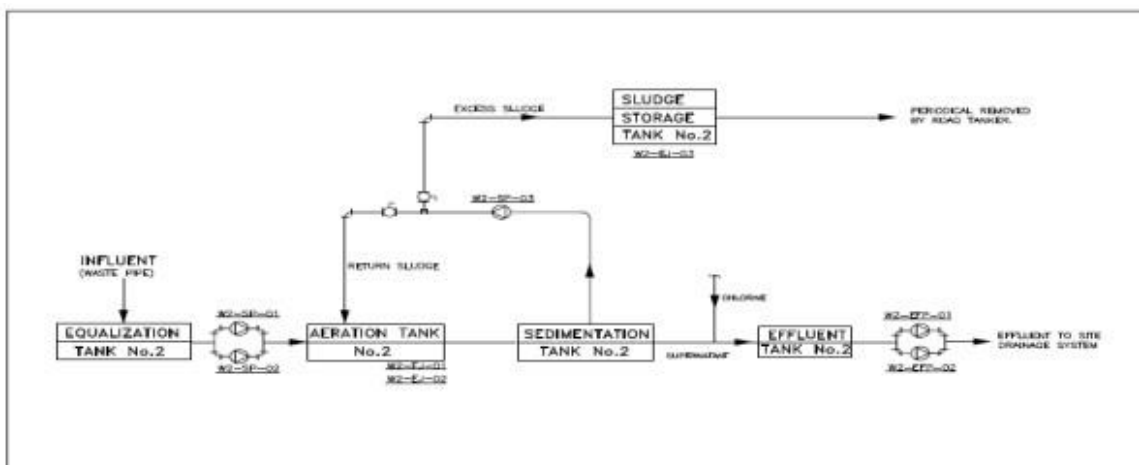 EXCESS SLUDGE
SLUDGE
STORAGE
TANK No.2
W2-EJ-03
PERIODICAL REMOVED
BY ROAD TANKER.
W2-SP-03
INFLUENT
(WASTE PIPE)
RETURN SLUDGE
CHLORINE
W2-SP-01
EQUALIZATION
TANK No.2
W2-SP-02
AERATION TANK
No.2
W2-EJ-01
W2-EJ-02
SEDIMENTATION
TANK No.2
SUPERNATANT
EFFLUENT
TANK No.2
W2-EFP-01
W2-EFP-02
EFFLUENT TO SITE
DRAINAGE SYSTEM